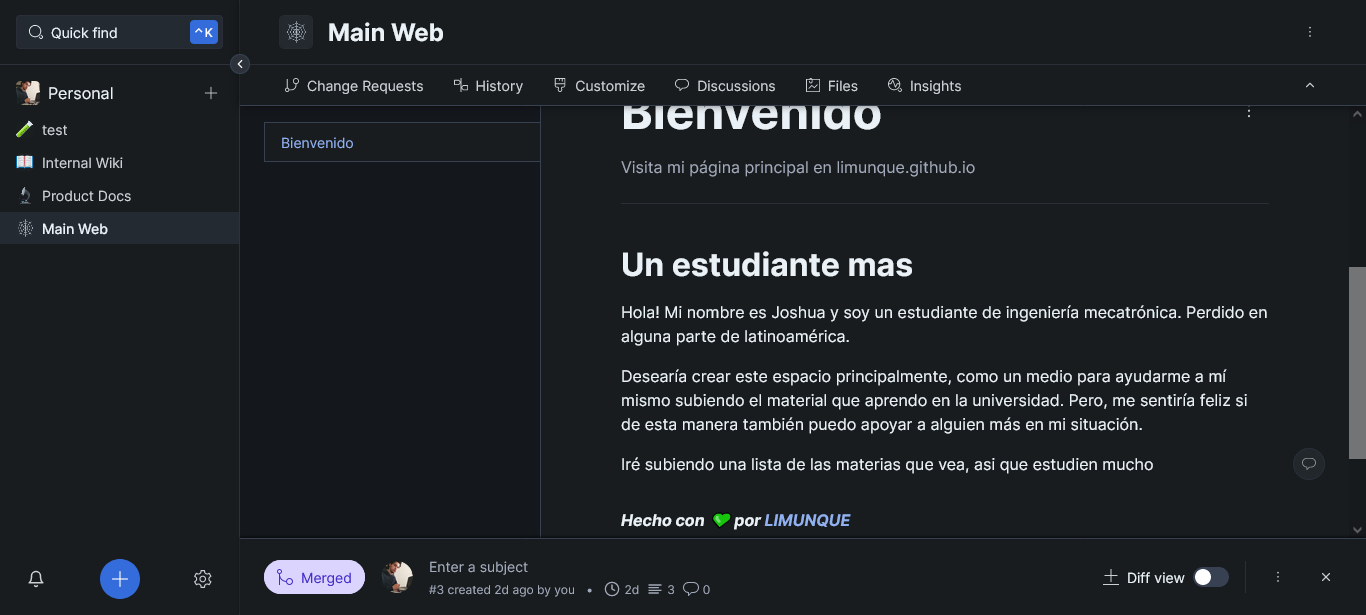 Quick find
^K
Main Web
Personal
Change Requests
History
Customize
Discussions
Files
Insights
test
Internal Wiki
Product Docs
Main Web
Bienvenido
Bienvenido
Visita mi página principal en limunque.github.io
Un estudiante mas
Hola! Mi nombre es Joshua y soy un estudiante de ingeniería mecatrónica. Perdido en
alguna parte de latinoamérica.
Desearía crear este espacio principalmente, como un medio para ayudarme a mí
mismo subiendo el material que aprendo en la universidad. Pero, me sentiría feliz si
de esta manera también puedo apoyar a alguien más en mi situación.
Iré subiendo una lista de las materias que vea, asi que estudien mucho
Hecho con 💚 por LIMUNQUE
Merged
Enter a subject
#3 created 2d ago by you • 2d 3 0
Diff view